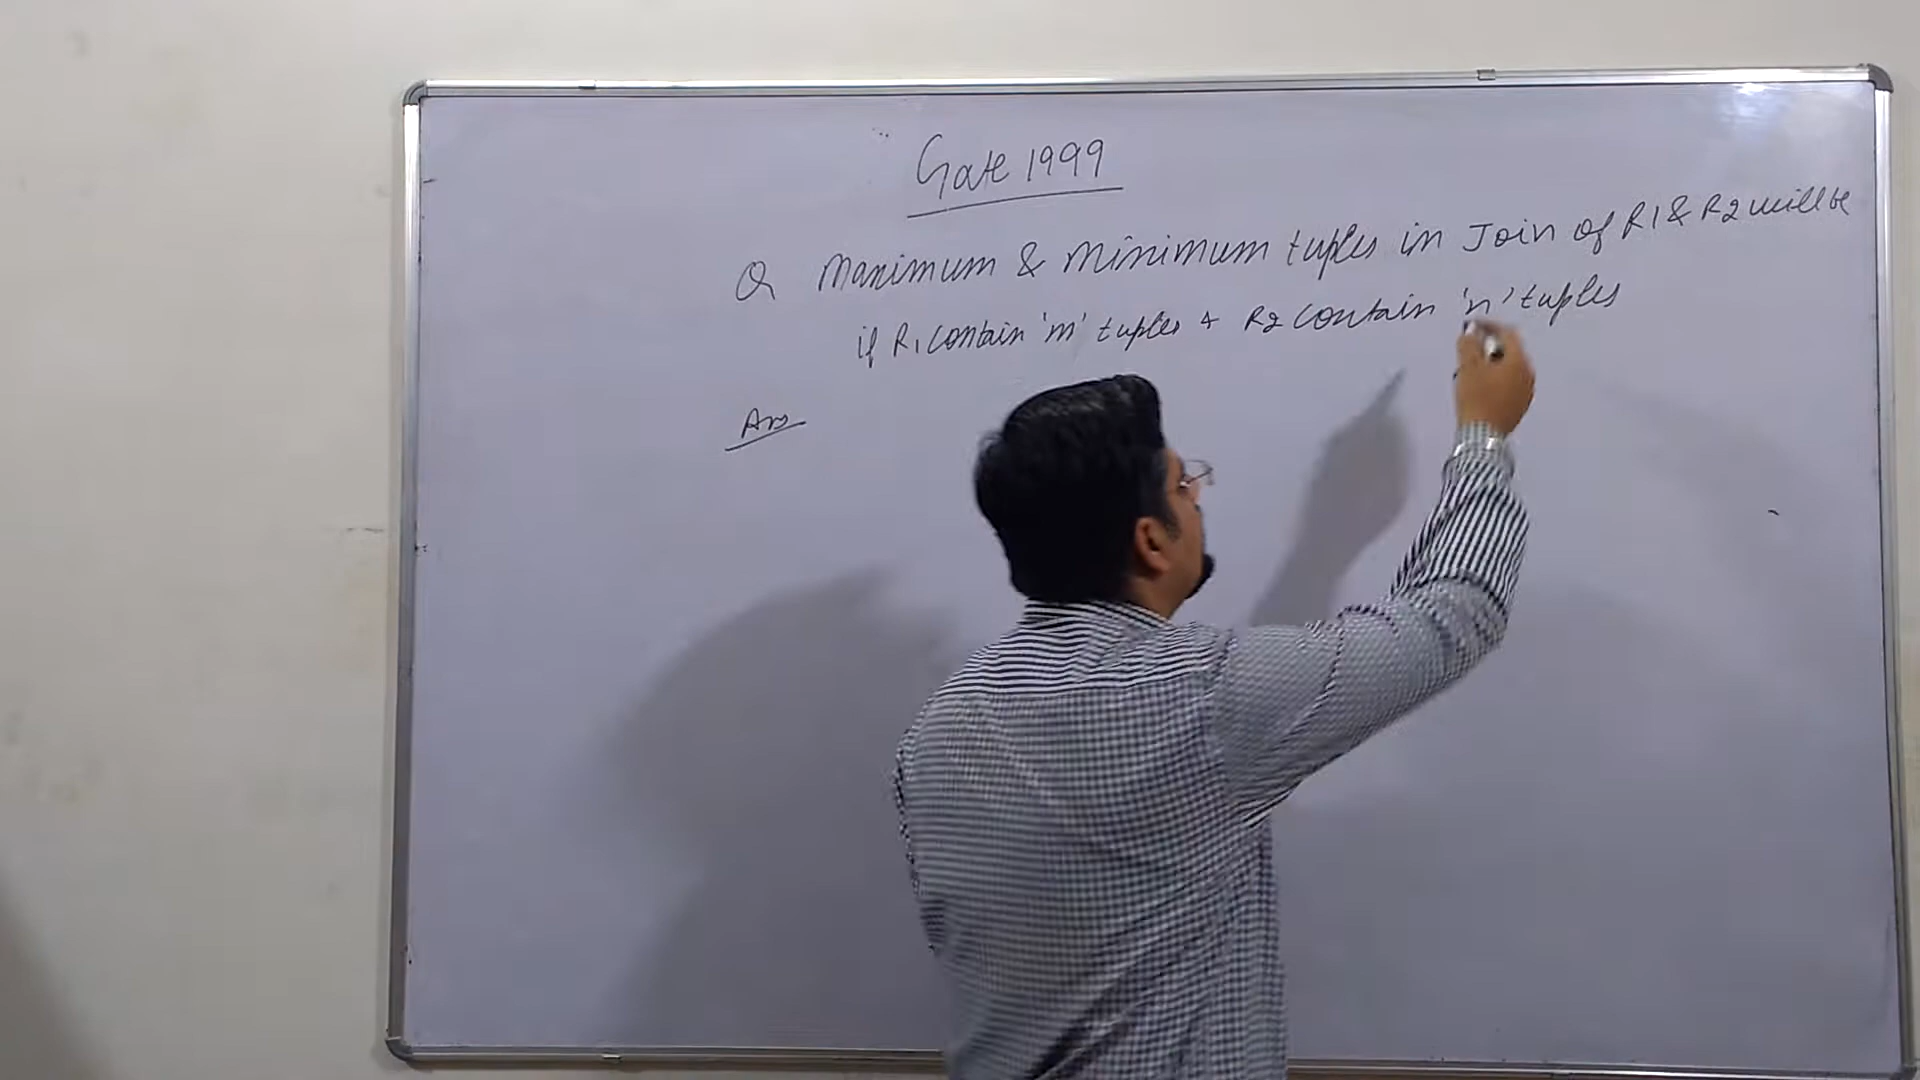 Gate 1999
Q Maximum & Minimum tuples in Join of R1 & R2 will be
if R1 contain 'm' tuples & R2 contain 'n' tuples
Ans